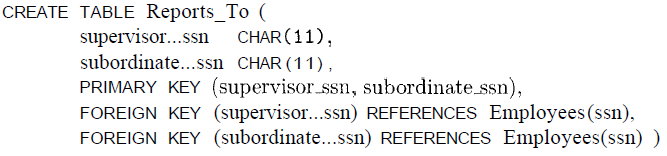 CREATE TABLE Reports_To (
supervisor...ssn CHAR(11),
subordinate...ssn CHAR(11),
PRIMARY KEY (supervisor_ssn, subordinate_ssn),
FOREIGN KEY (supervisor...ssn) REFERENCES Employees(ssn),
FOREIGN KEY (subordinate...ssn) REFERENCES Employees(ssn) )